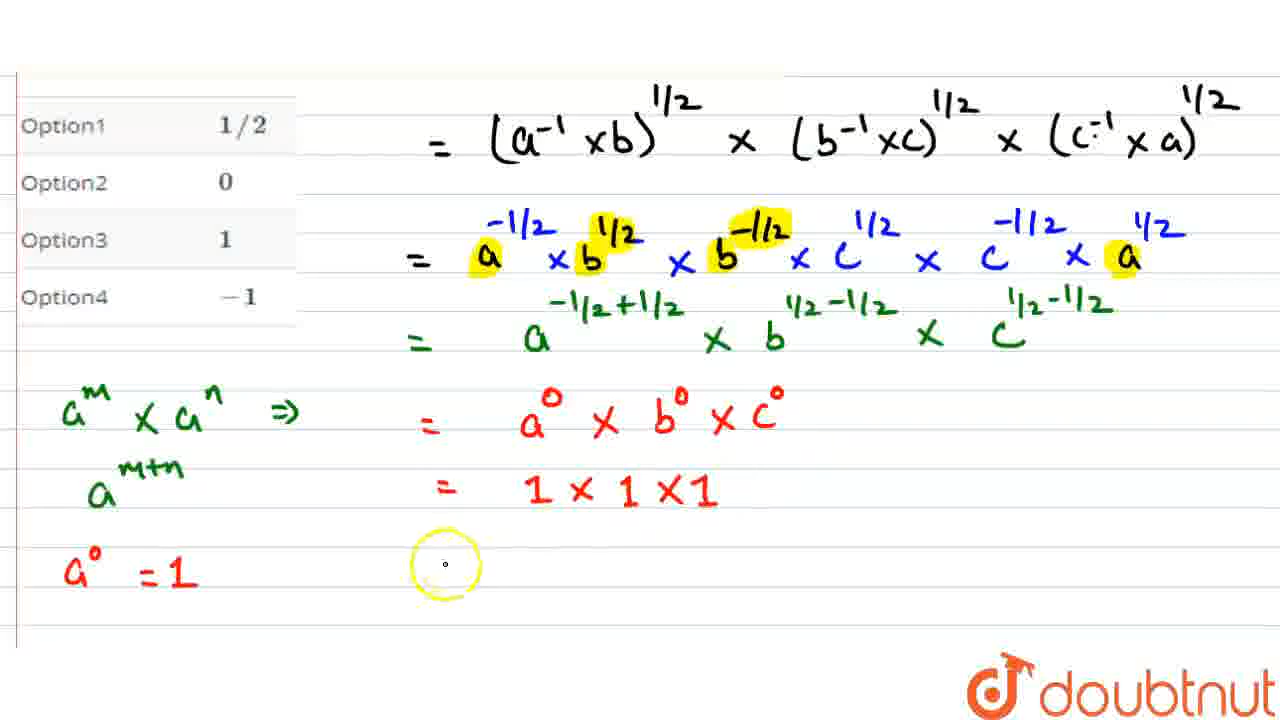 Option1 1/2
Option2 0
Option3 1
Option4 −1
= (a⁻¹ × b)^1/2 × (b⁻¹ × c)^1/2 × (c⁻¹ × a)^1/2
= a^-1/2 × b^1/2 × b^-1/2 × c^1/2 × c^-1/2 × a^1/2
= a^-1/2+1/2 × b^1/2-1/2 × c^1/2-1/2
a^m × a^n ⇒
= a⁰ × b⁰ × c⁰
a^m+n
= 1 × 1 × 1
a⁰ = 1
doubtnut